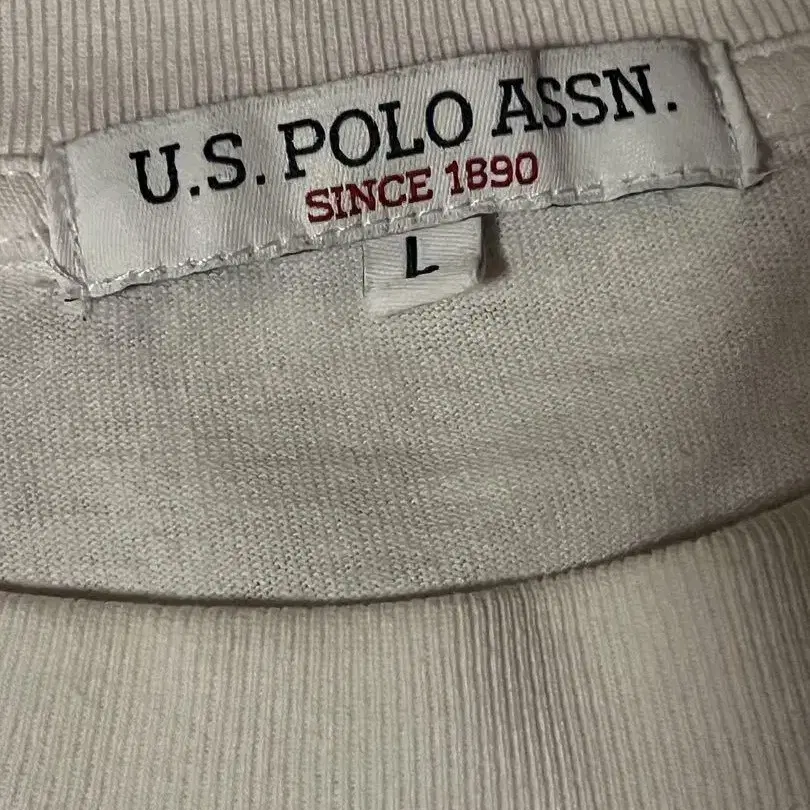 U.S. POLO ASSN.
SINCE 1890
L